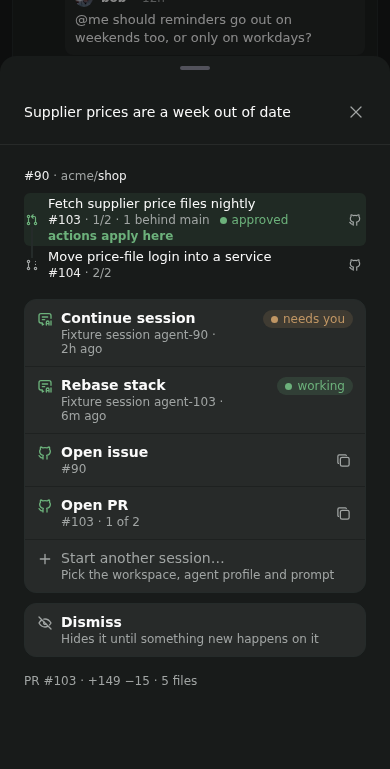 @me should reminders go out on
weekends too, or only on workdays?
Supplier prices are a week out of date
#90 · acme/shop
Fetch supplier price files nightly
#103 · 1/2 · 1 behind main ● approved
actions apply here
Move price-file login into a service
#104 · 2/2
Continue session
● needs you
Fixture session agent-90 ·
2h ago
Rebase stack
● working
Fixture session agent-103 ·
6m ago
Open issue
#90
Open PR
#103 · 1 of 2
Start another session…
Pick the workspace, agent profile and prompt
Dismiss
Hides it until something new happens on it
PR #103 · +149 −15 · 5 files